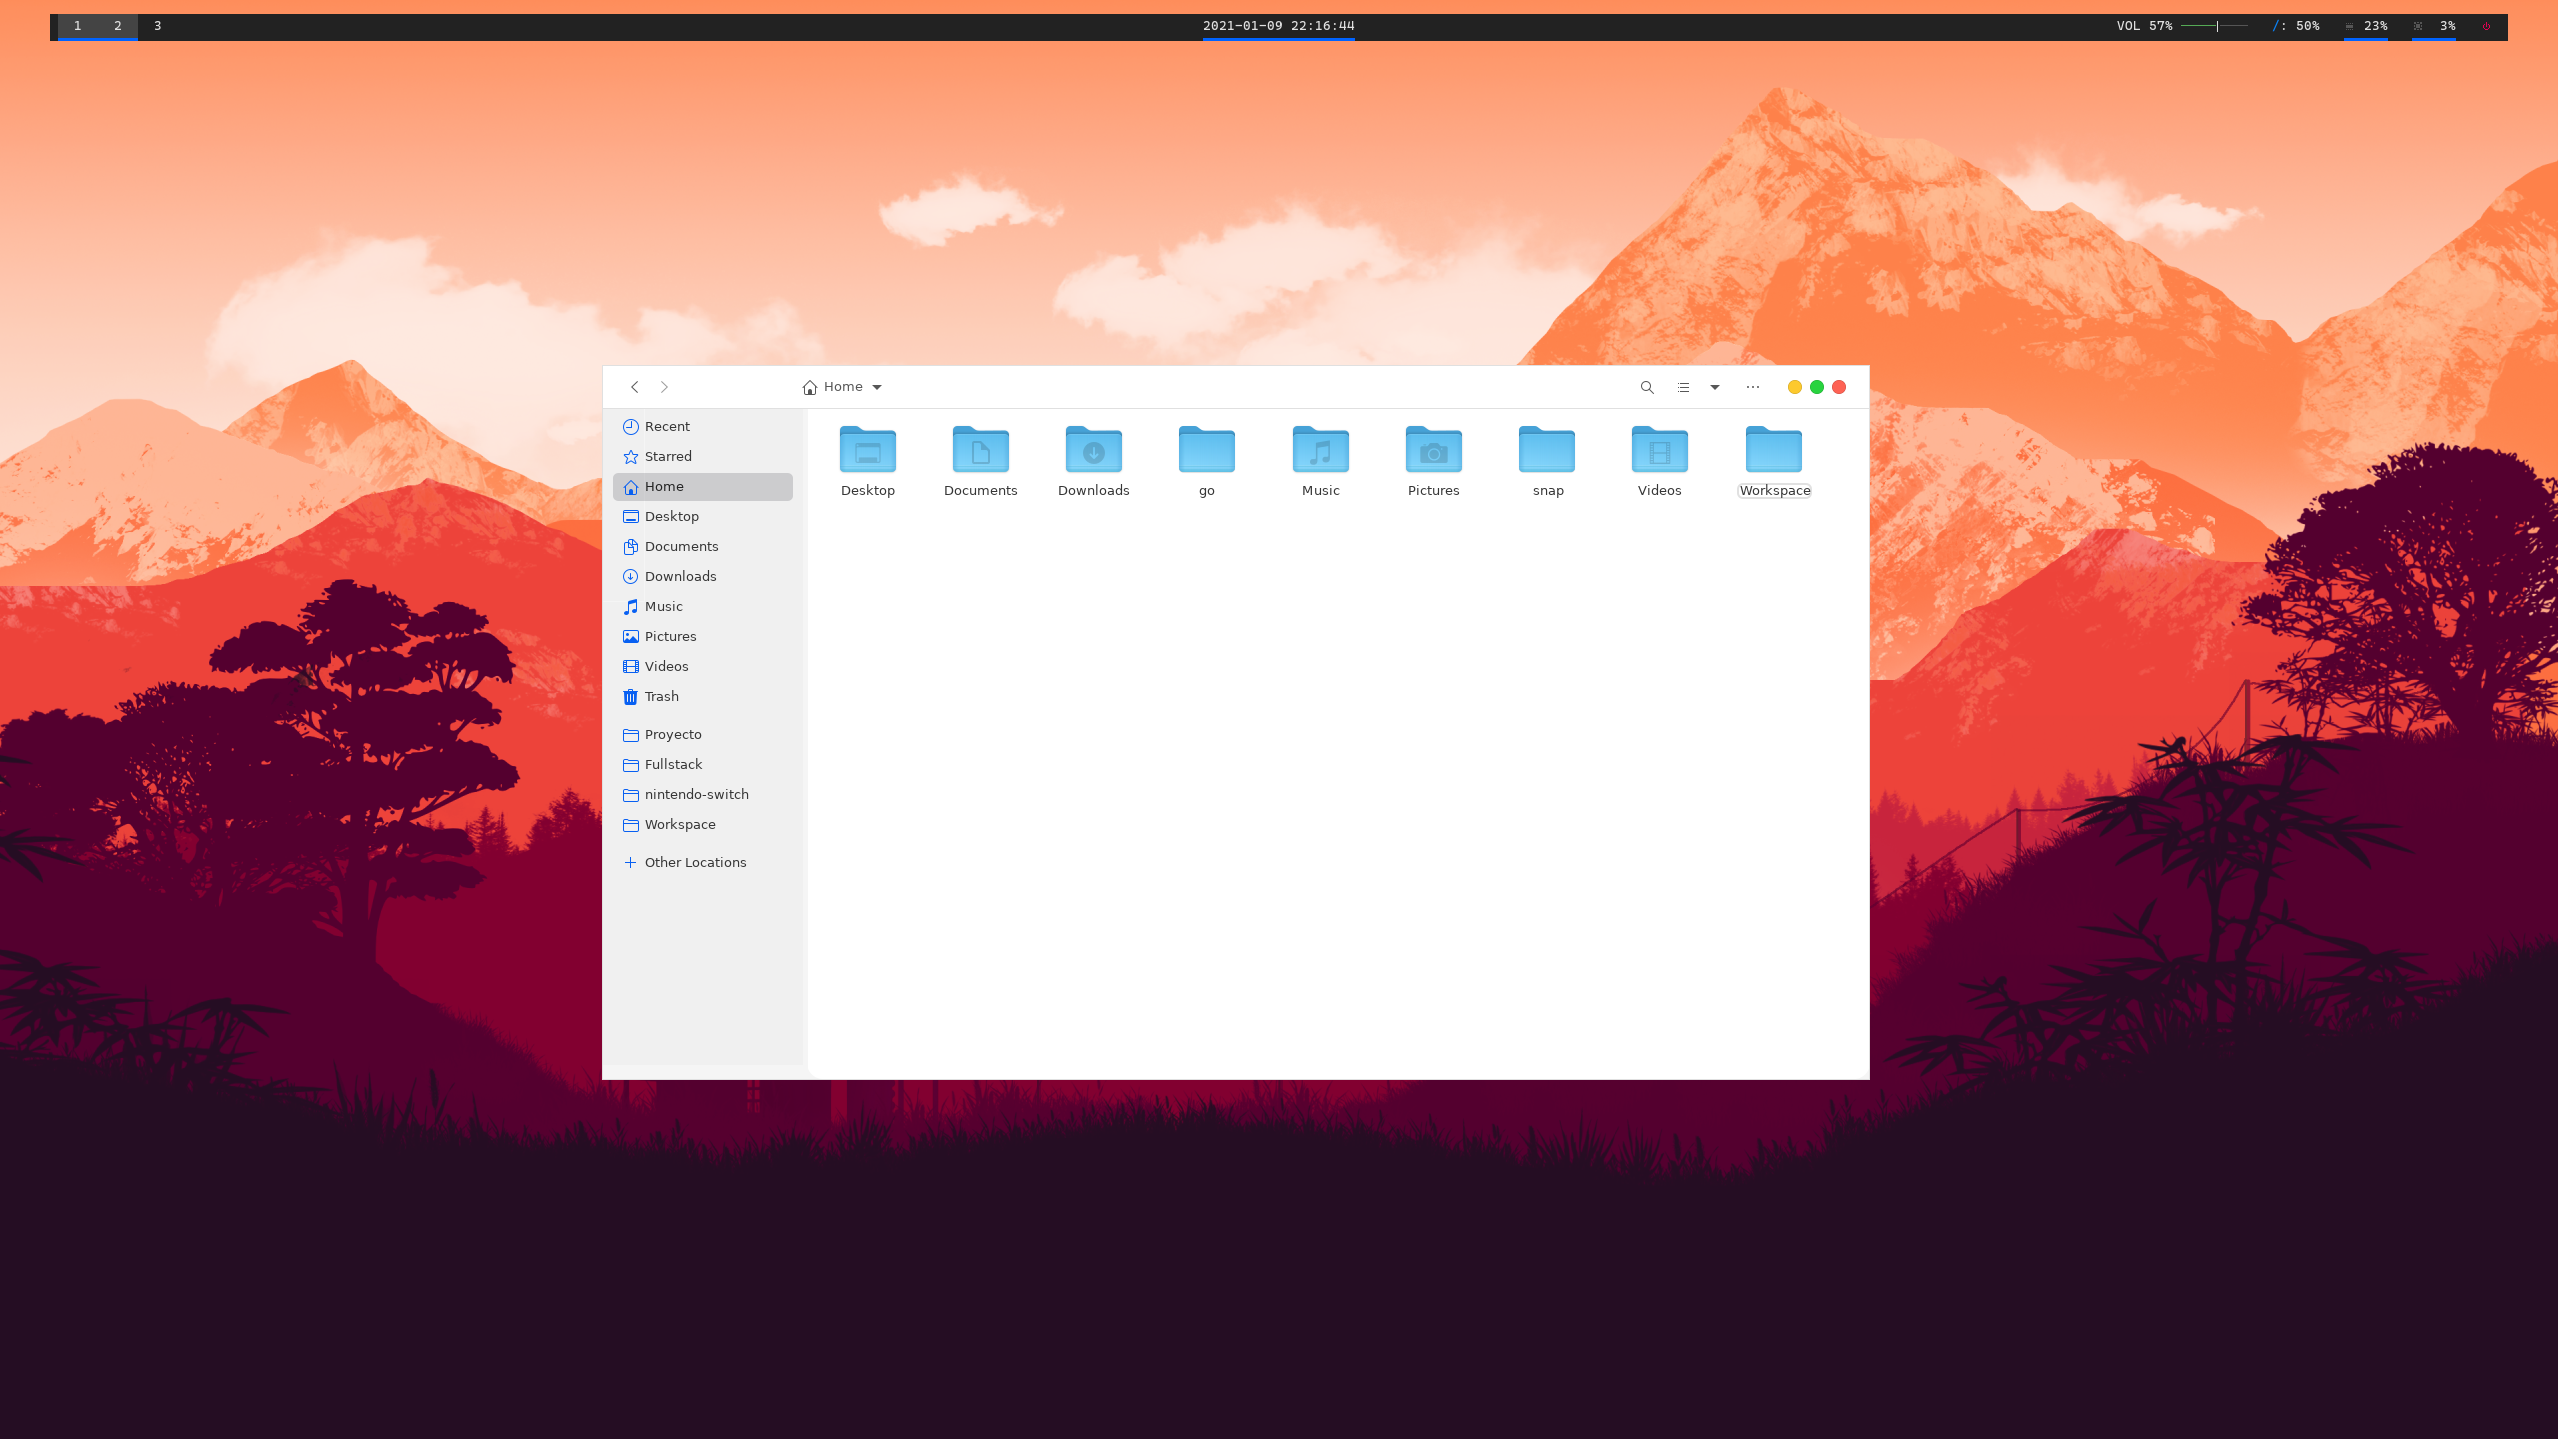 1 2 3 2021-01-09 22:16:44 VOL 57% /: 50% 23% 3%
Home
Recent
Starred
Home
Desktop
Documents
Downloads
Music
Pictures
Videos
Trash
Proyecto
Fullstack
nintendo-switch
Workspace
Other Locations
Desktop Documents Downloads go Music Pictures snap Videos Workspace